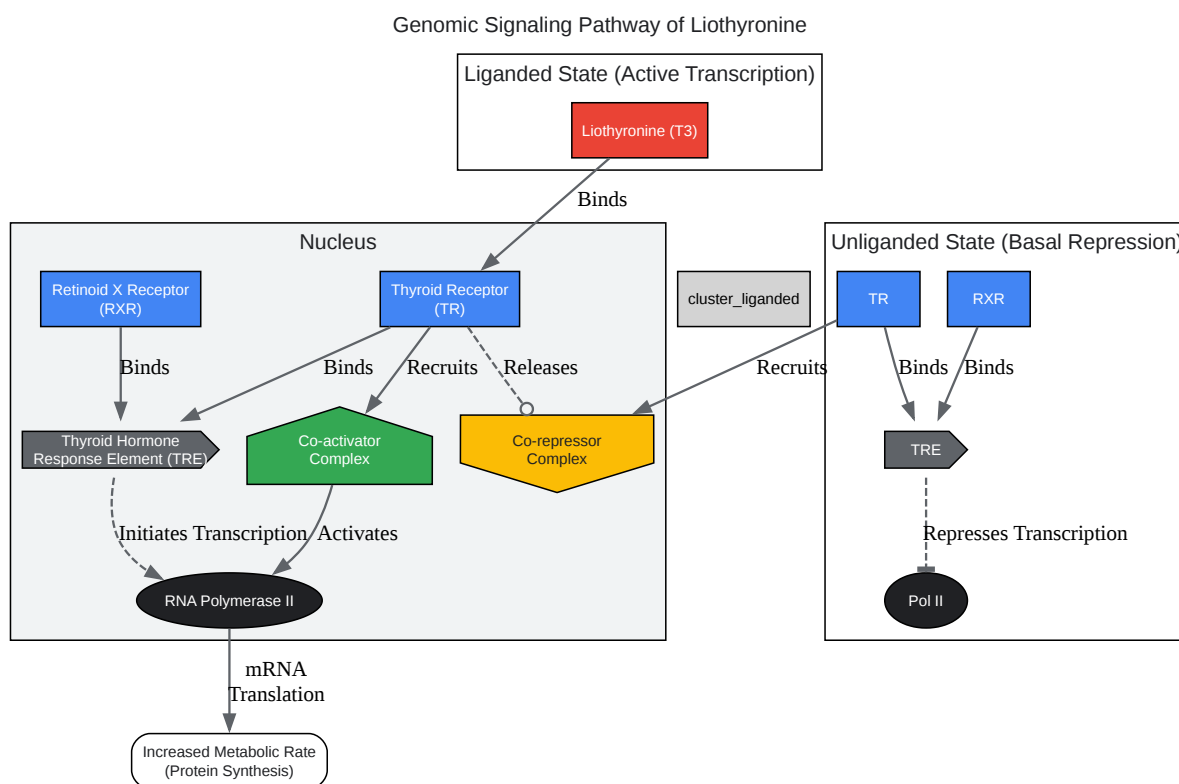 Genomic Signaling Pathway of Liothyronine
Liganded State (Active Transcription)
Liothyronine (T3)
Binds
Nucleus
Unliganded State (Basal Repression)
Retinoid X Receptor
(RXR)
Thyroid Receptor
(TR)
cluster_liganded
TR
RXR
Binds
Binds
Recruits
Releases
Recruits
Binds
Binds
Thyroid Hormone
Response Element (TRE)
Co-activator
Complex
Co-repressor
Complex
TRE
Initiates Transcription
Activates
Represses Transcription
RNA Polymerase II
Pol II
mRNA
Translation
Increased Metabolic Rate
(Protein Synthesis)